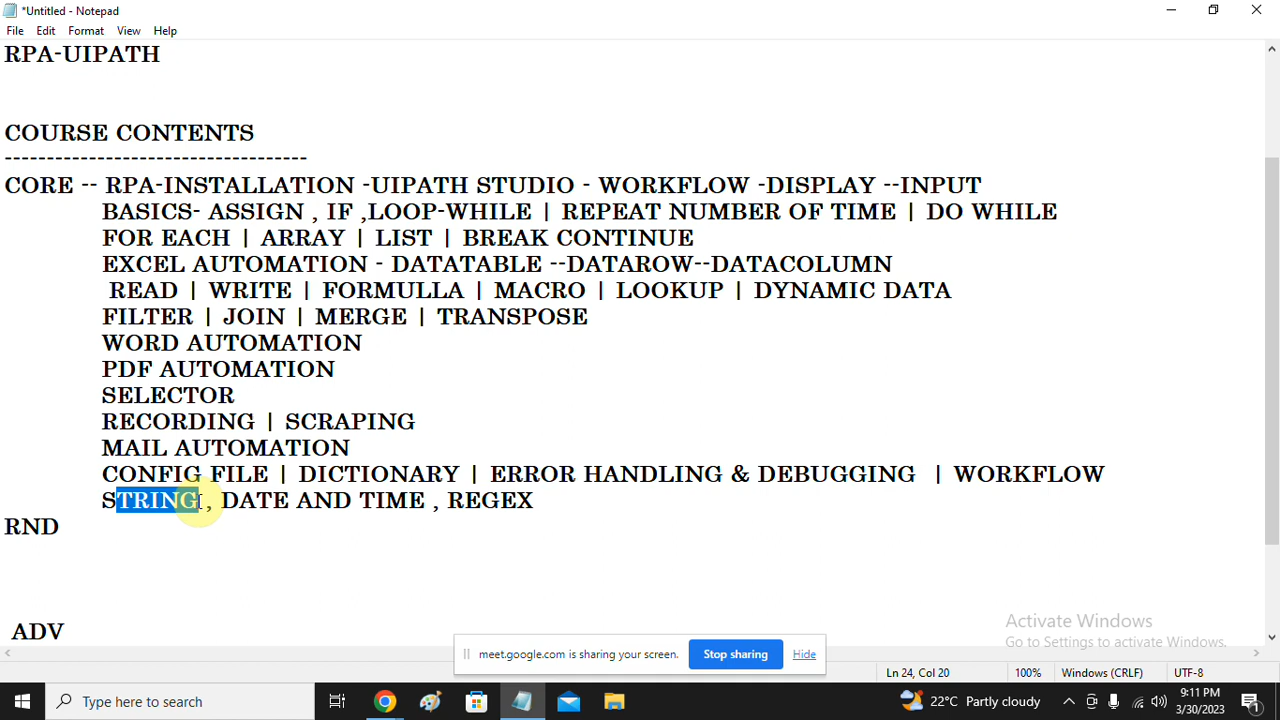 *Untitled - Notepad
File Edit Format View Help
RPA-UIPATH
COURSE CONTENTS
------------------------------------
CORE -- RPA-INSTALLATION -UIPATH STUDIO - WORKFLOW -DISPLAY --INPUT
BASICS- ASSIGN , IF ,LOOP-WHILE | REPEAT NUMBER OF TIME | DO WHILE
FOR EACH | ARRAY | LIST | BREAK CONTINUE
EXCEL AUTOMATION - DATATABLE --DATAROW--DATACOLUMN
READ | WRITE | FORMULLA | MACRO | LOOKUP | DYNAMIC DATA
FILTER | JOIN | MERGE | TRANSPOSE
WORD AUTOMATION
PDF AUTOMATION
SELECTOR
RECORDING | SCRAPING
MAIL AUTOMATION
CONFIG FILE | DICTIONARY | ERROR HANDLING & DEBUGGING | WORKFLOW
STRING , DATE AND TIME , REGEX
RND
ADV
Activate Windows
Go to Settings to activate Windows.
meet.google.com is sharing your screen. Stop sharing Hide
Ln 24, Col 20 100% Windows (CRLF) UTF-8
Type here to search 22°C Partly cloudy 9:11 PM
3/30/2023 1